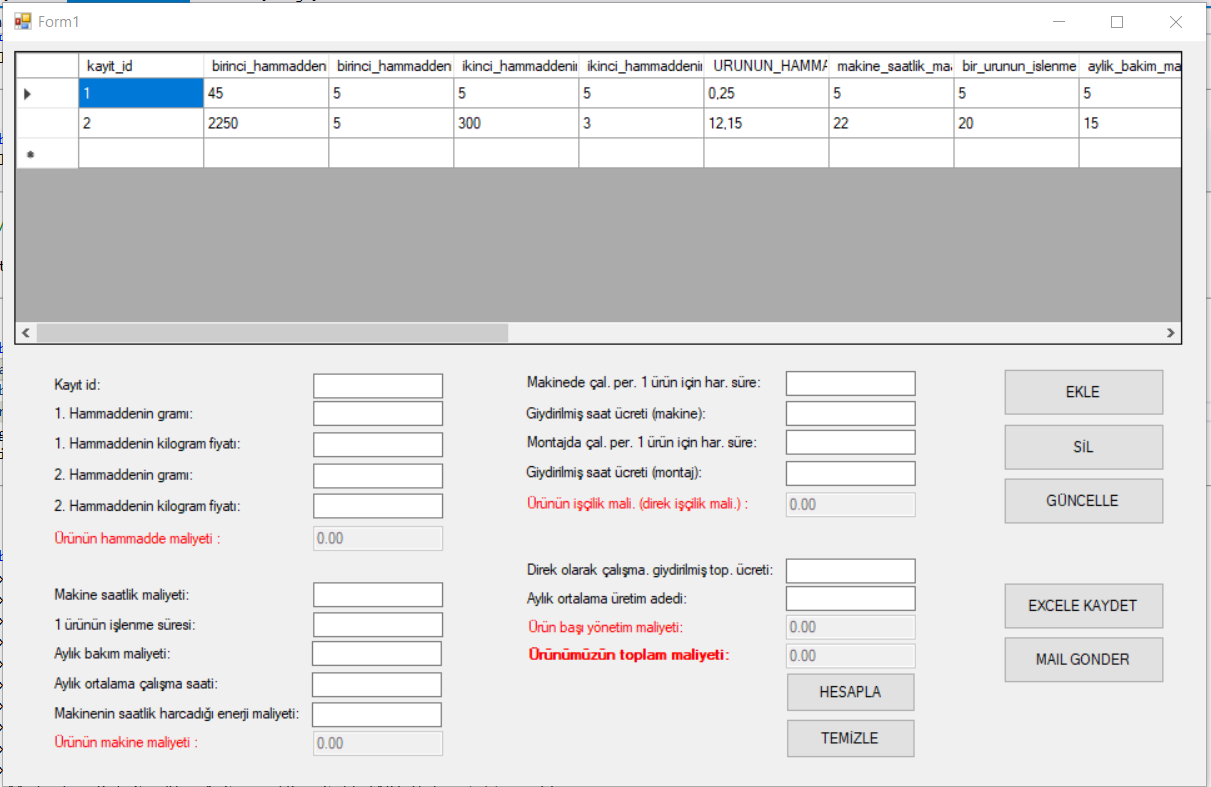 Form1
kayit_id birinci_hammadden birinci_hammadden ikinci_hammaddenin ikinci_hammaddenin URUNUN_HAMMA makine_saatlik_ma bir_urunun_islenme aylik_bakim_ma
1 45 5 5 5 0,25 5 5 5
2 2250 5 300 3 12,15 22 20 15
Kayıt id:
1. Hammaddenin gramı:
1. Hammaddenin kilogram fiyatı:
2. Hammaddenin gramı:
2. Hammaddenin kilogram fiyatı:
Ürünün hammadde maliyeti : 0.00
Makine saatlik maliyeti:
1 ürünün işlenme süresi:
Aylık bakım maliyeti:
Aylık ortalama çalışma saati:
Makinenin saatlik harcadığı enerji maliyeti:
Ürünün makine maliyeti : 0.00
Makinede çal. per. 1 ürün için har. süre:
Giydirilmiş saat ücreti (makine):
Montajda çal. per. 1 ürün için har. süre:
Giydirilmiş saat ücreti (montaj):
Ürünün işçilik mali. (direk işçilik mali.) : 0.00
Direk olarak çalışma. giydirilmiş top. ücreti:
Aylık ortalama üretim adedi:
Ürün başı yönetim maliyeti: 0.00
Ürünümüzün toplam maliyeti: 0.00
HESAPLA
TEMİZLE
EKLE
SİL
GÜNCELLE
EXCELE KAYDET
MAIL GONDER